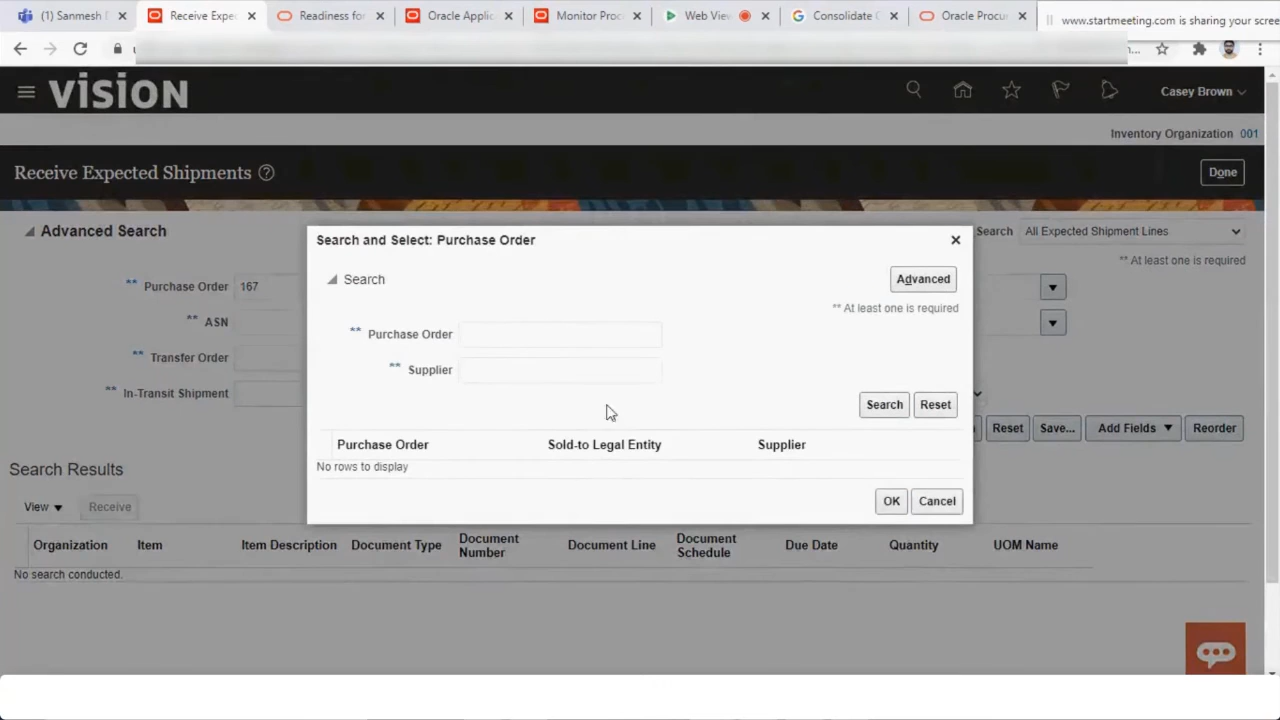 (1) Sanmesh D
Receive Expe
Readiness for
Oracle Applic
Monitor Proc
Web View
Consolidate
Oracle Procu
www.startmeeting.com is sharing your scree
VISION
Casey Brown
Inventory Organization 001
Receive Expected Shipments
Done
Advanced Search
Search All Expected Shipment Lines
** At least one is required
** Purchase Order 167
** ASN
** Transfer Order
** In-Transit Shipment
Search and Select: Purchase Order
Search
Advanced
** At least one is required
** Purchase Order
** Supplier
Search Reset
Purchase Order Sold-to Legal Entity Supplier
No rows to display
OK Cancel
Reset Save... Add Fields Reorder
Search Results
View Receive
Organization Item Item Description Document Type Document Number Document Line Document Schedule Due Date Quantity UOM Name
No search conducted.